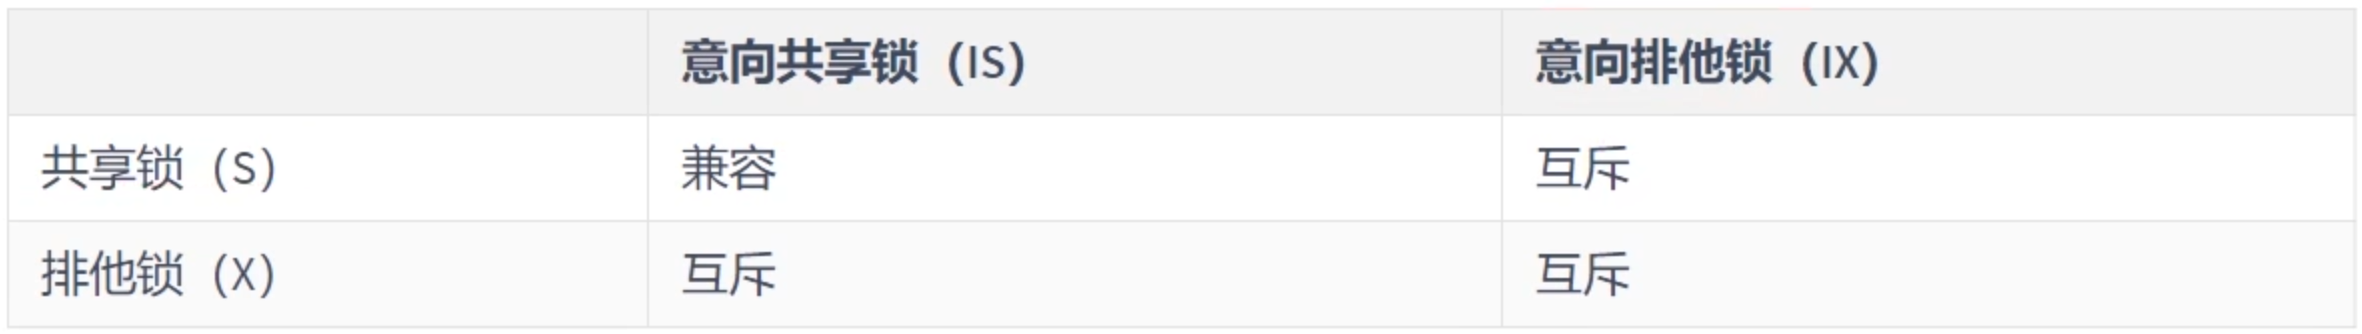 意向共享锁（IS） 意向排他锁（IX）
共享锁（S） 兼容 互斥
排他锁（X） 互斥 互斥